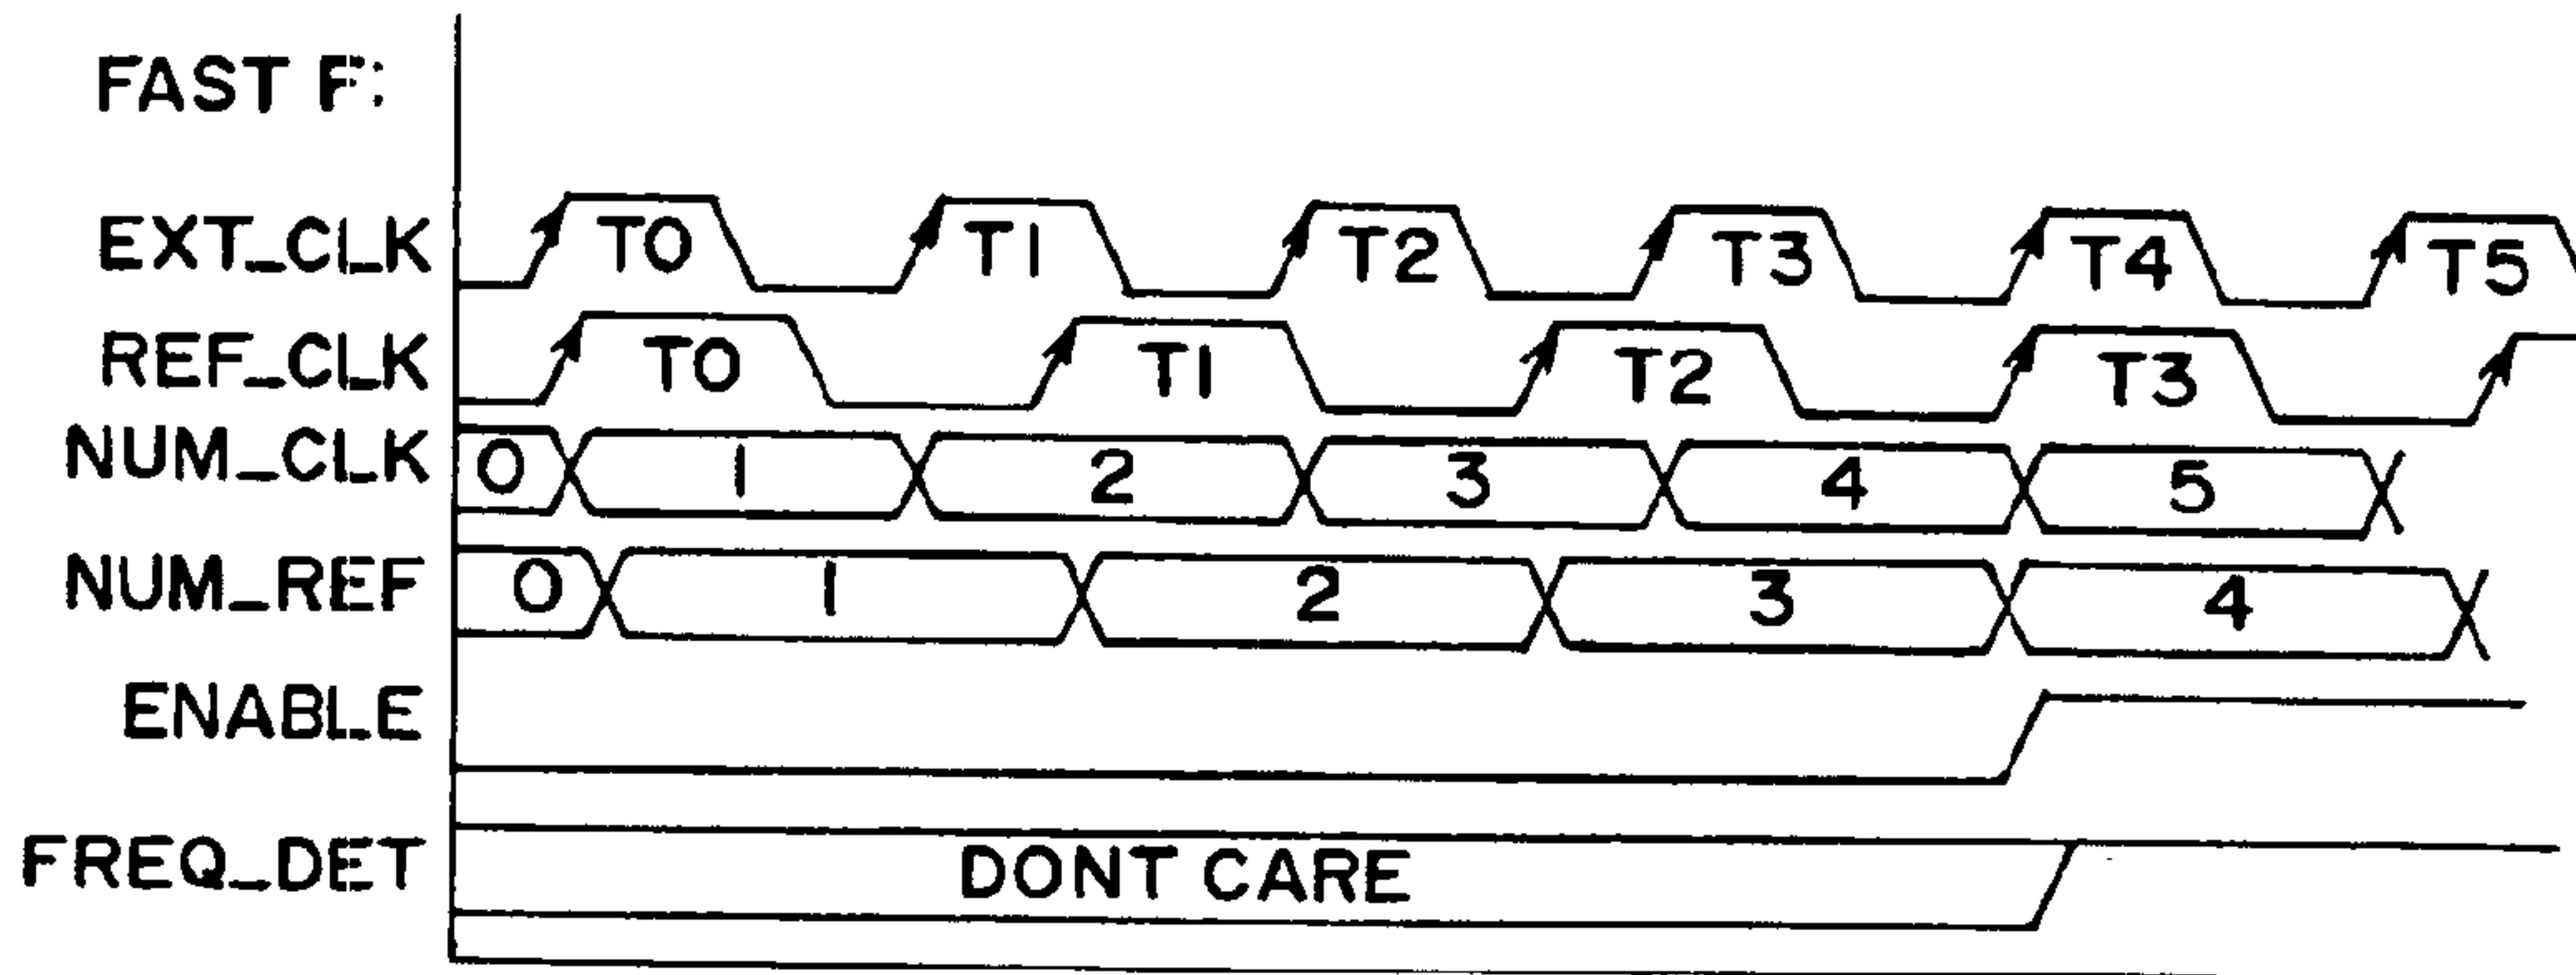 FAST F:
EXT_CLK T0 T1 T2 T3 T4 T5
REF_CLK T0 T1 T2 T3
NUM_CLK 0 1 2 3 4 5
NUM_REF 0 1 2 3 4
ENABLE
FREQ_DET DONT CARE